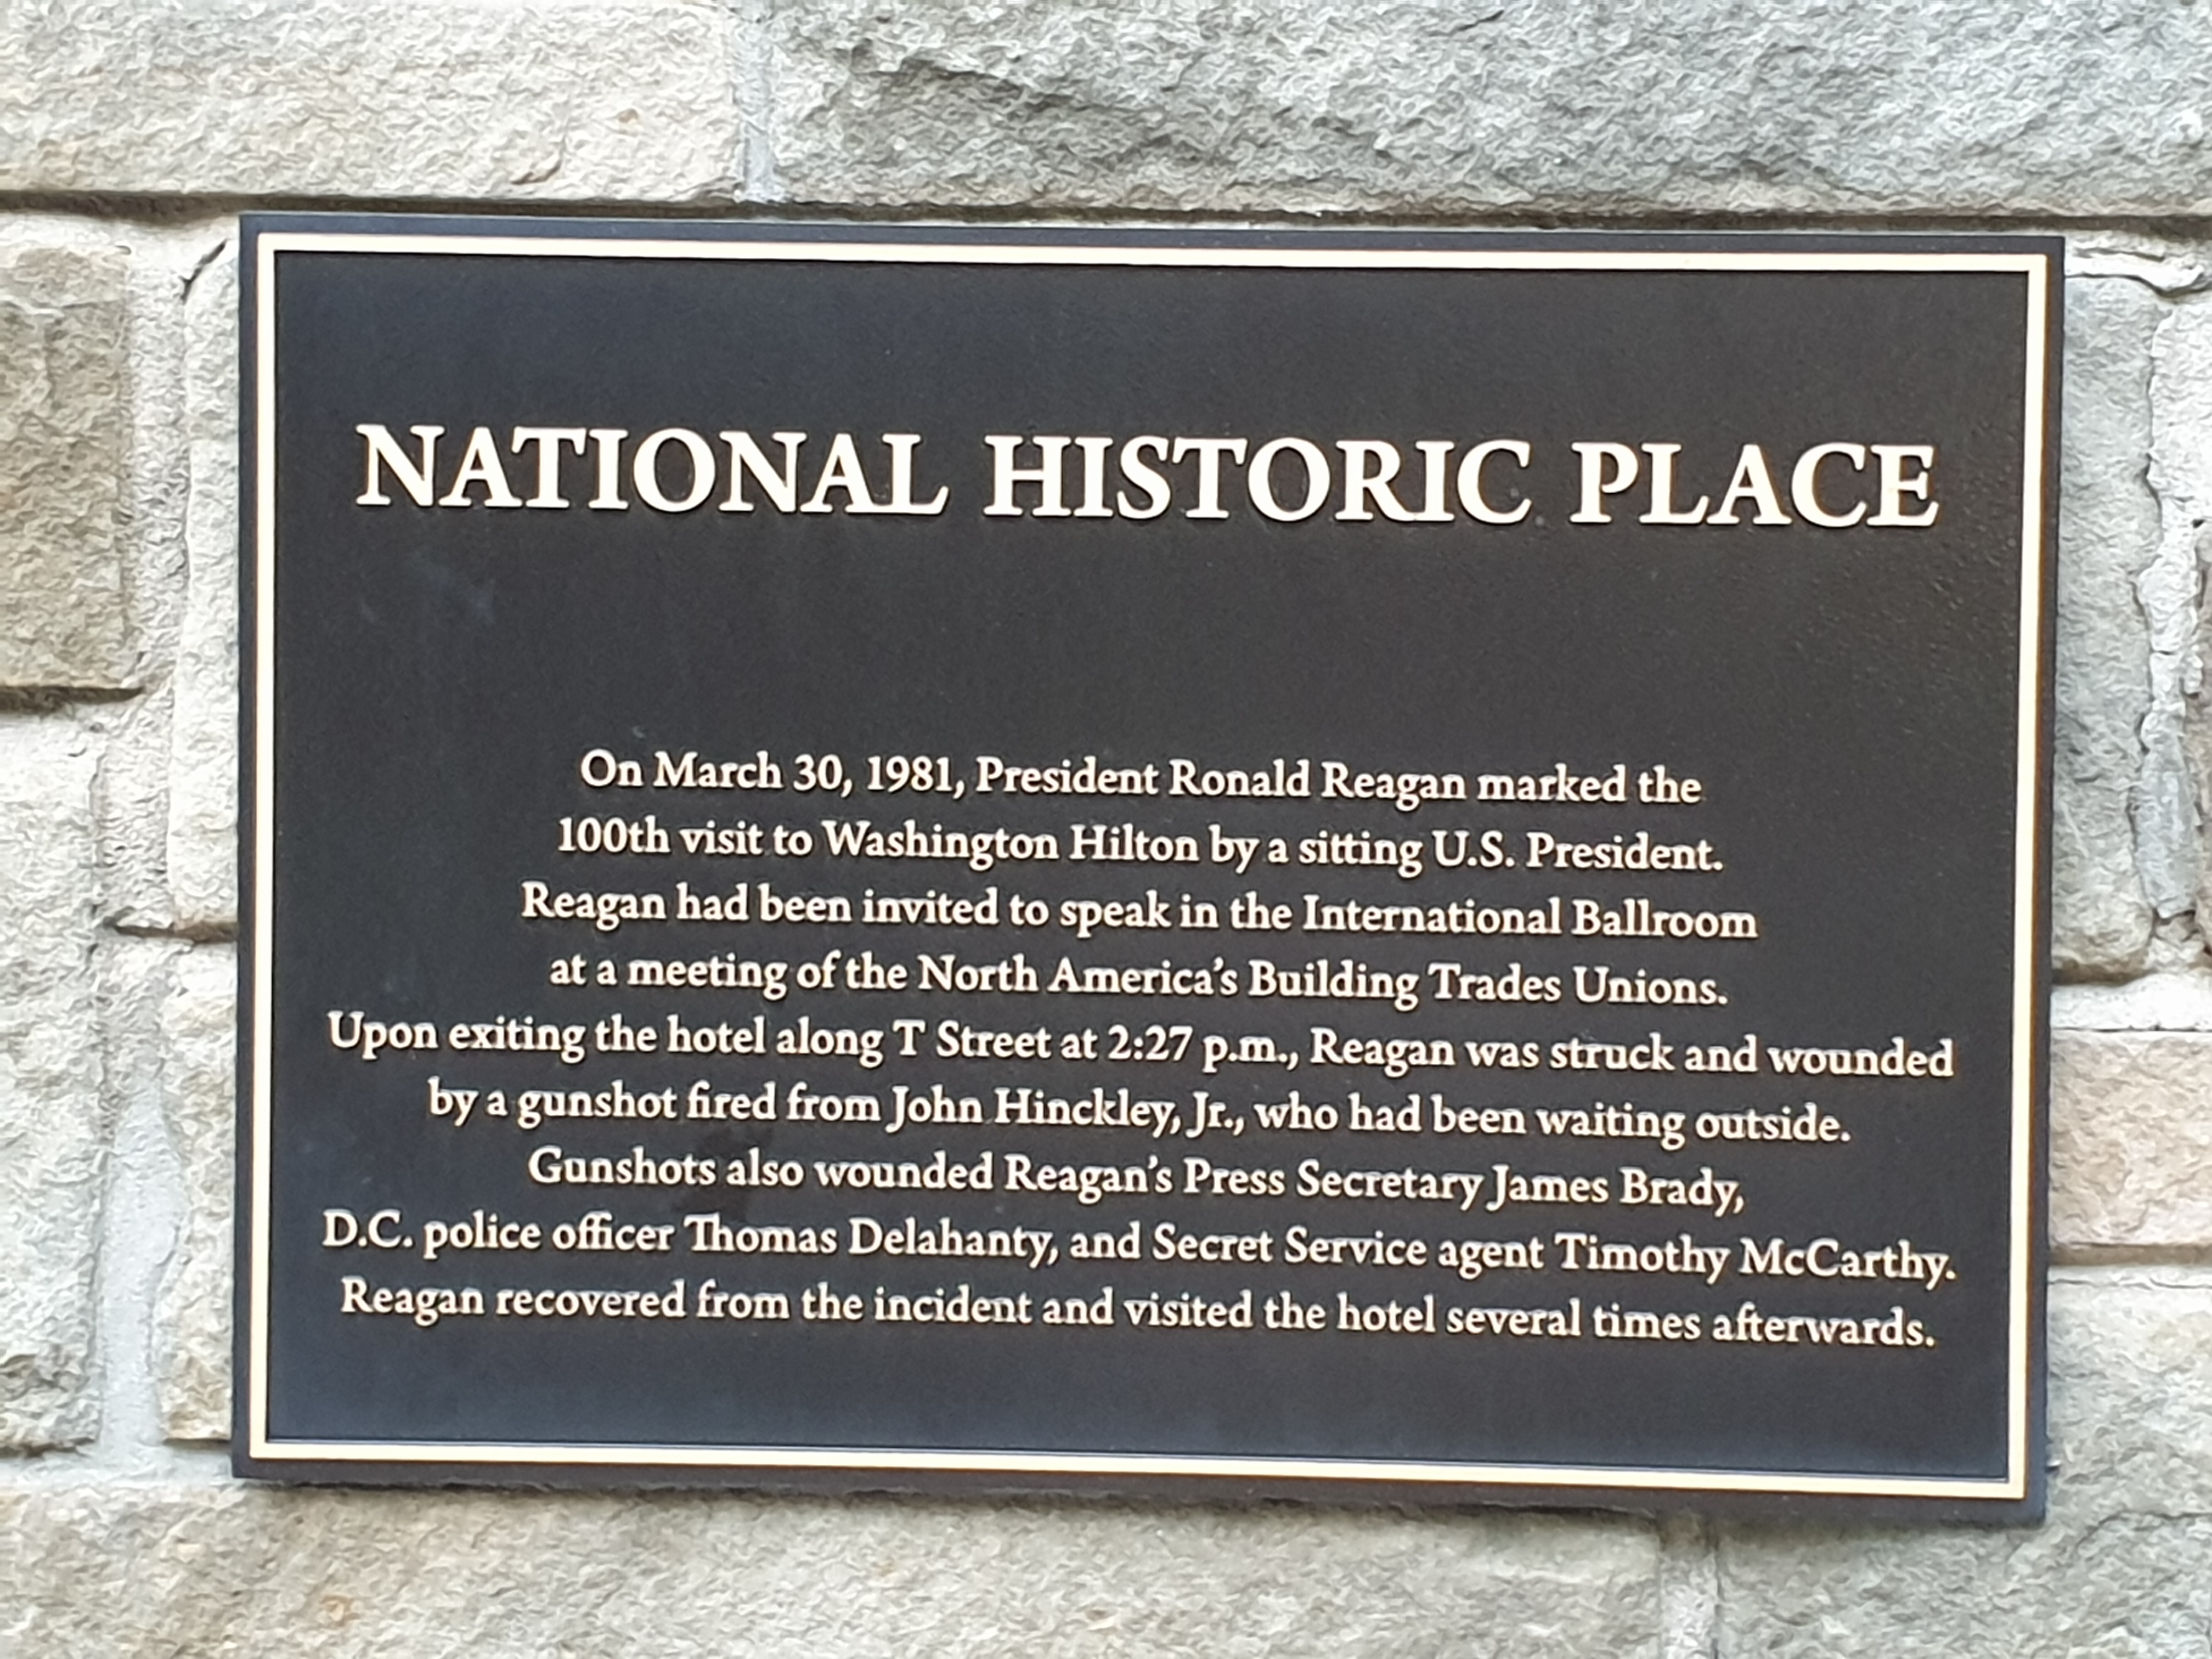 NATIONAL HISTORIC PLACE
On March 30, 1981, President Ronald Reagan marked the
100th visit to Washington Hilton by a sitting U.S. President.
Reagan had been invited to speak in the International Ballroom
at a meeting of the North America's Building Trades Unions.
Upon exiting the hotel along T Street at 2:27 p.m., Reagan was struck and wounded
by a gunshot fired from John Hinckley, Jr., who had been waiting outside.
Gunshots also wounded Reagan's Press Secretary James Brady,
D.C. police officer Thomas Delahanty, and Secret Service agent Timothy McCarthy.
Reagan recovered from the incident and visited the hotel several times afterwards.